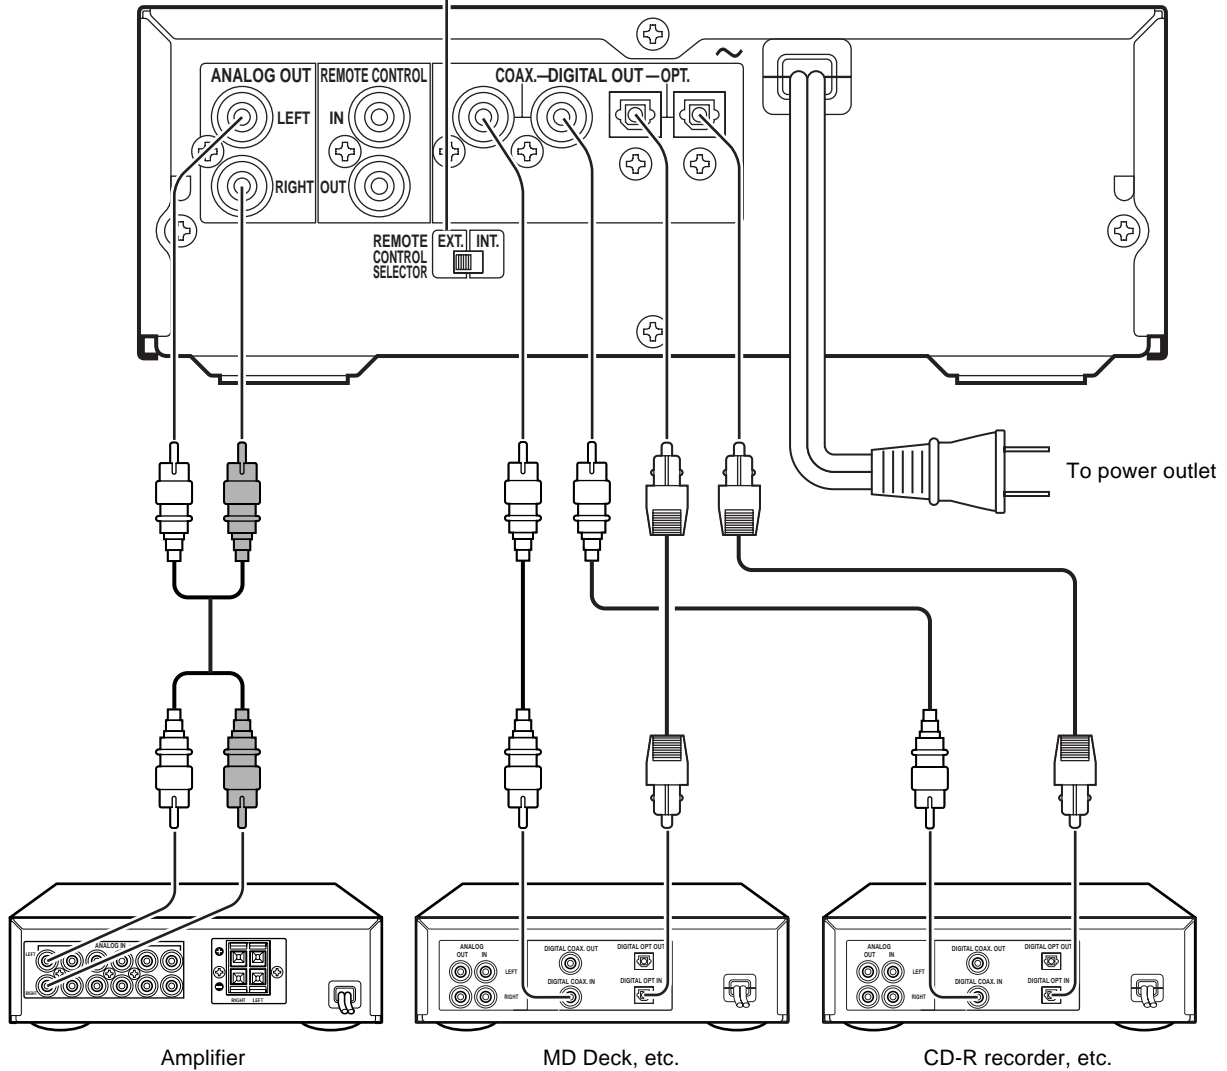 ANALOG OUT
REMOTE CONTROL
COAX.—DIGITAL OUT—OPT.
~
LEFT
IN
RIGHT
OUT
REMOTE CONTROL SELECTOR
EXT.
INT.
To power outlet
ANALOG IN
LEFT
RIGHT
+
−
RIGHT LEFT
ANALOG
OUT IN
LEFT
RIGHT
DIGITAL COAX. OUT
DIGITAL OPT OUT
DIGITAL COAX. IN
DIGITAL OPT IN
ANALOG
OUT IN
LEFT
RIGHT
DIGITAL COAX. OUT
DIGITAL OPT OUT
DIGITAL COAX. IN
DIGITAL OPT IN
Amplifier
MD Deck, etc.
CD-R recorder, etc.